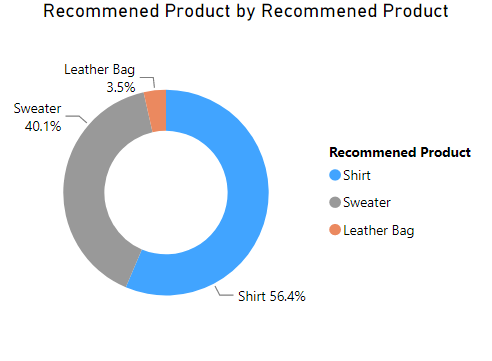 Recommened Product by Recommened Product
Leather Bag
3.5%
Sweater
40.1%
Shirt 56.4%
Recommened Product
Shirt
Sweater
Leather Bag